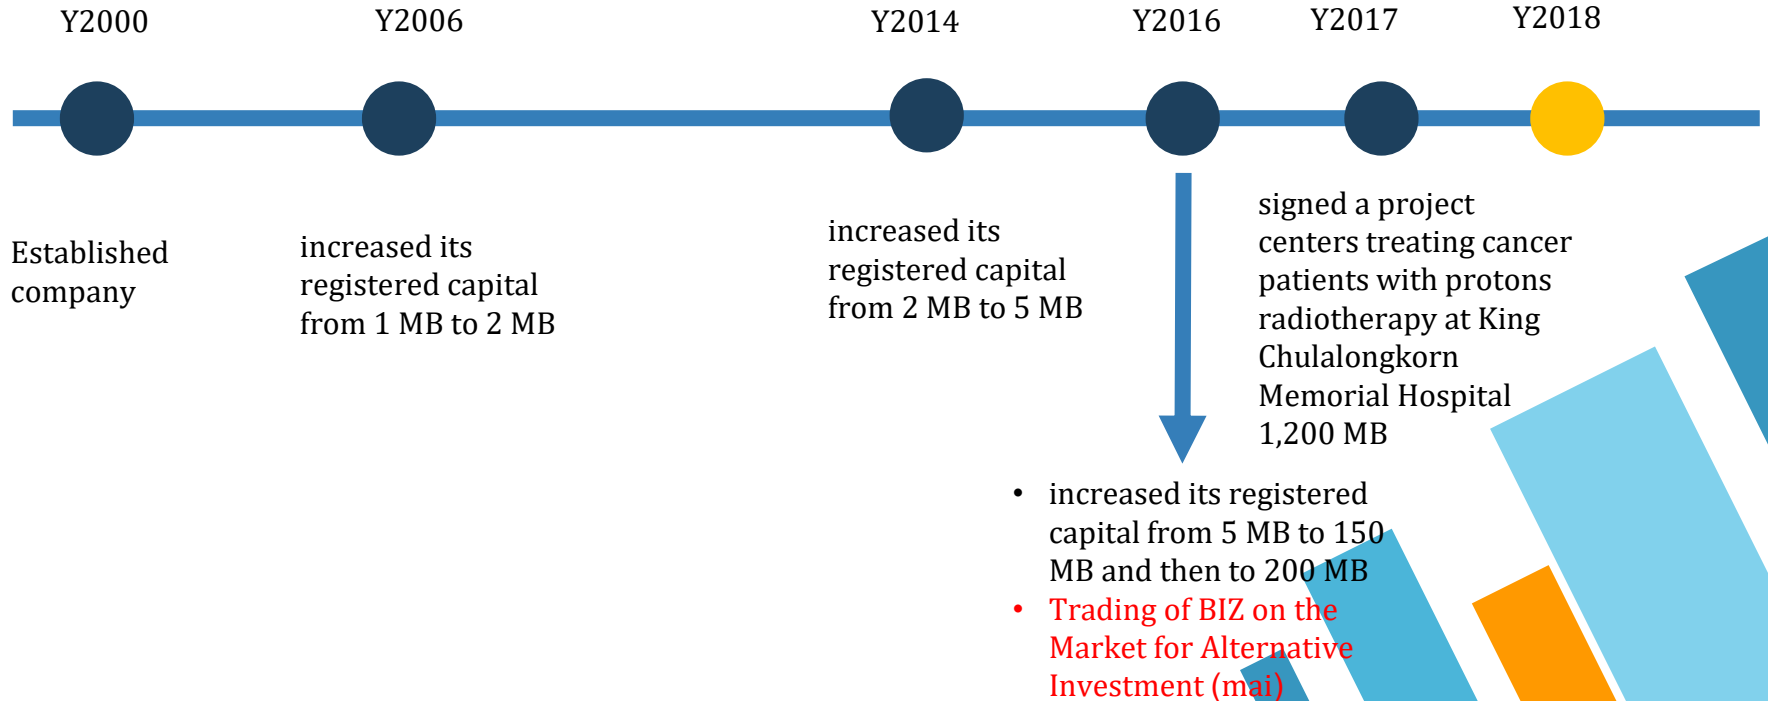 Y2000
Y2006
Y2014
Y2016
Y2017
Y2018
Established
company
increased its
registered capital
from 1 MB to 2 MB
increased its
registered capital
from 2 MB to 5 MB
signed a project
centers treating cancer
patients with protons
radiotherapy at King
Chulalongkorn
Memorial Hospital
1,200 MB
• increased its registered
capital from 5 MB to 150
MB and then to 200 MB
• Trading of BIZ on the
Market for Alternative
Investment (mai)